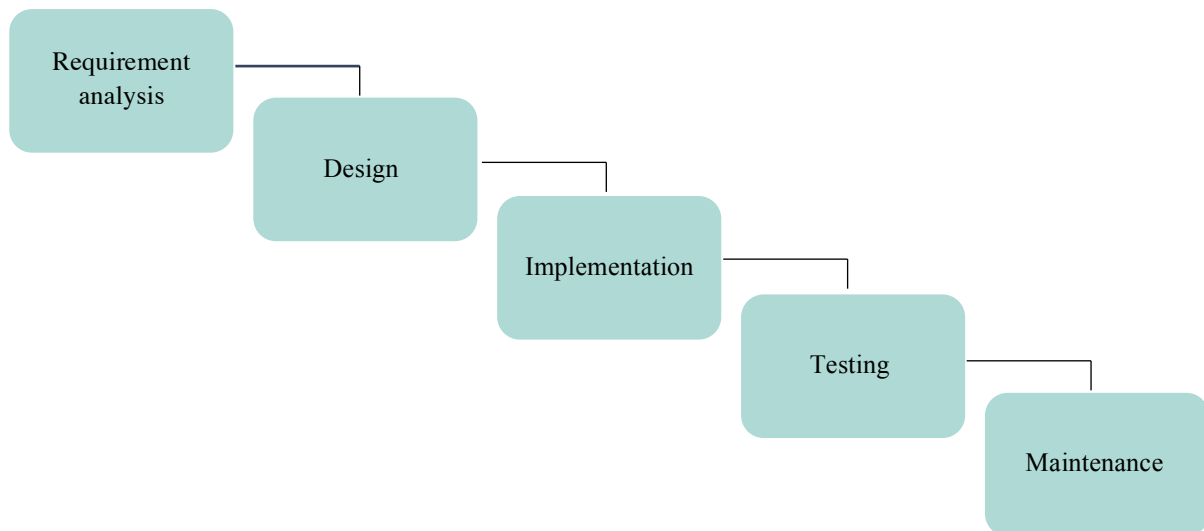 Requirement
analysis
Design
Implementation
Testing
Maintenance